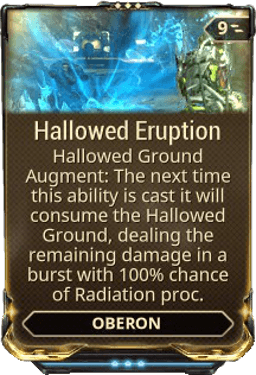 9
Hallowed Eruption
Hallowed Ground
Augment: The next time
this ability is cast it will
consume the Hallowed
Ground, dealing the
remaining damage in a
burst with 100% chance
of Radiation proc.
OBERON